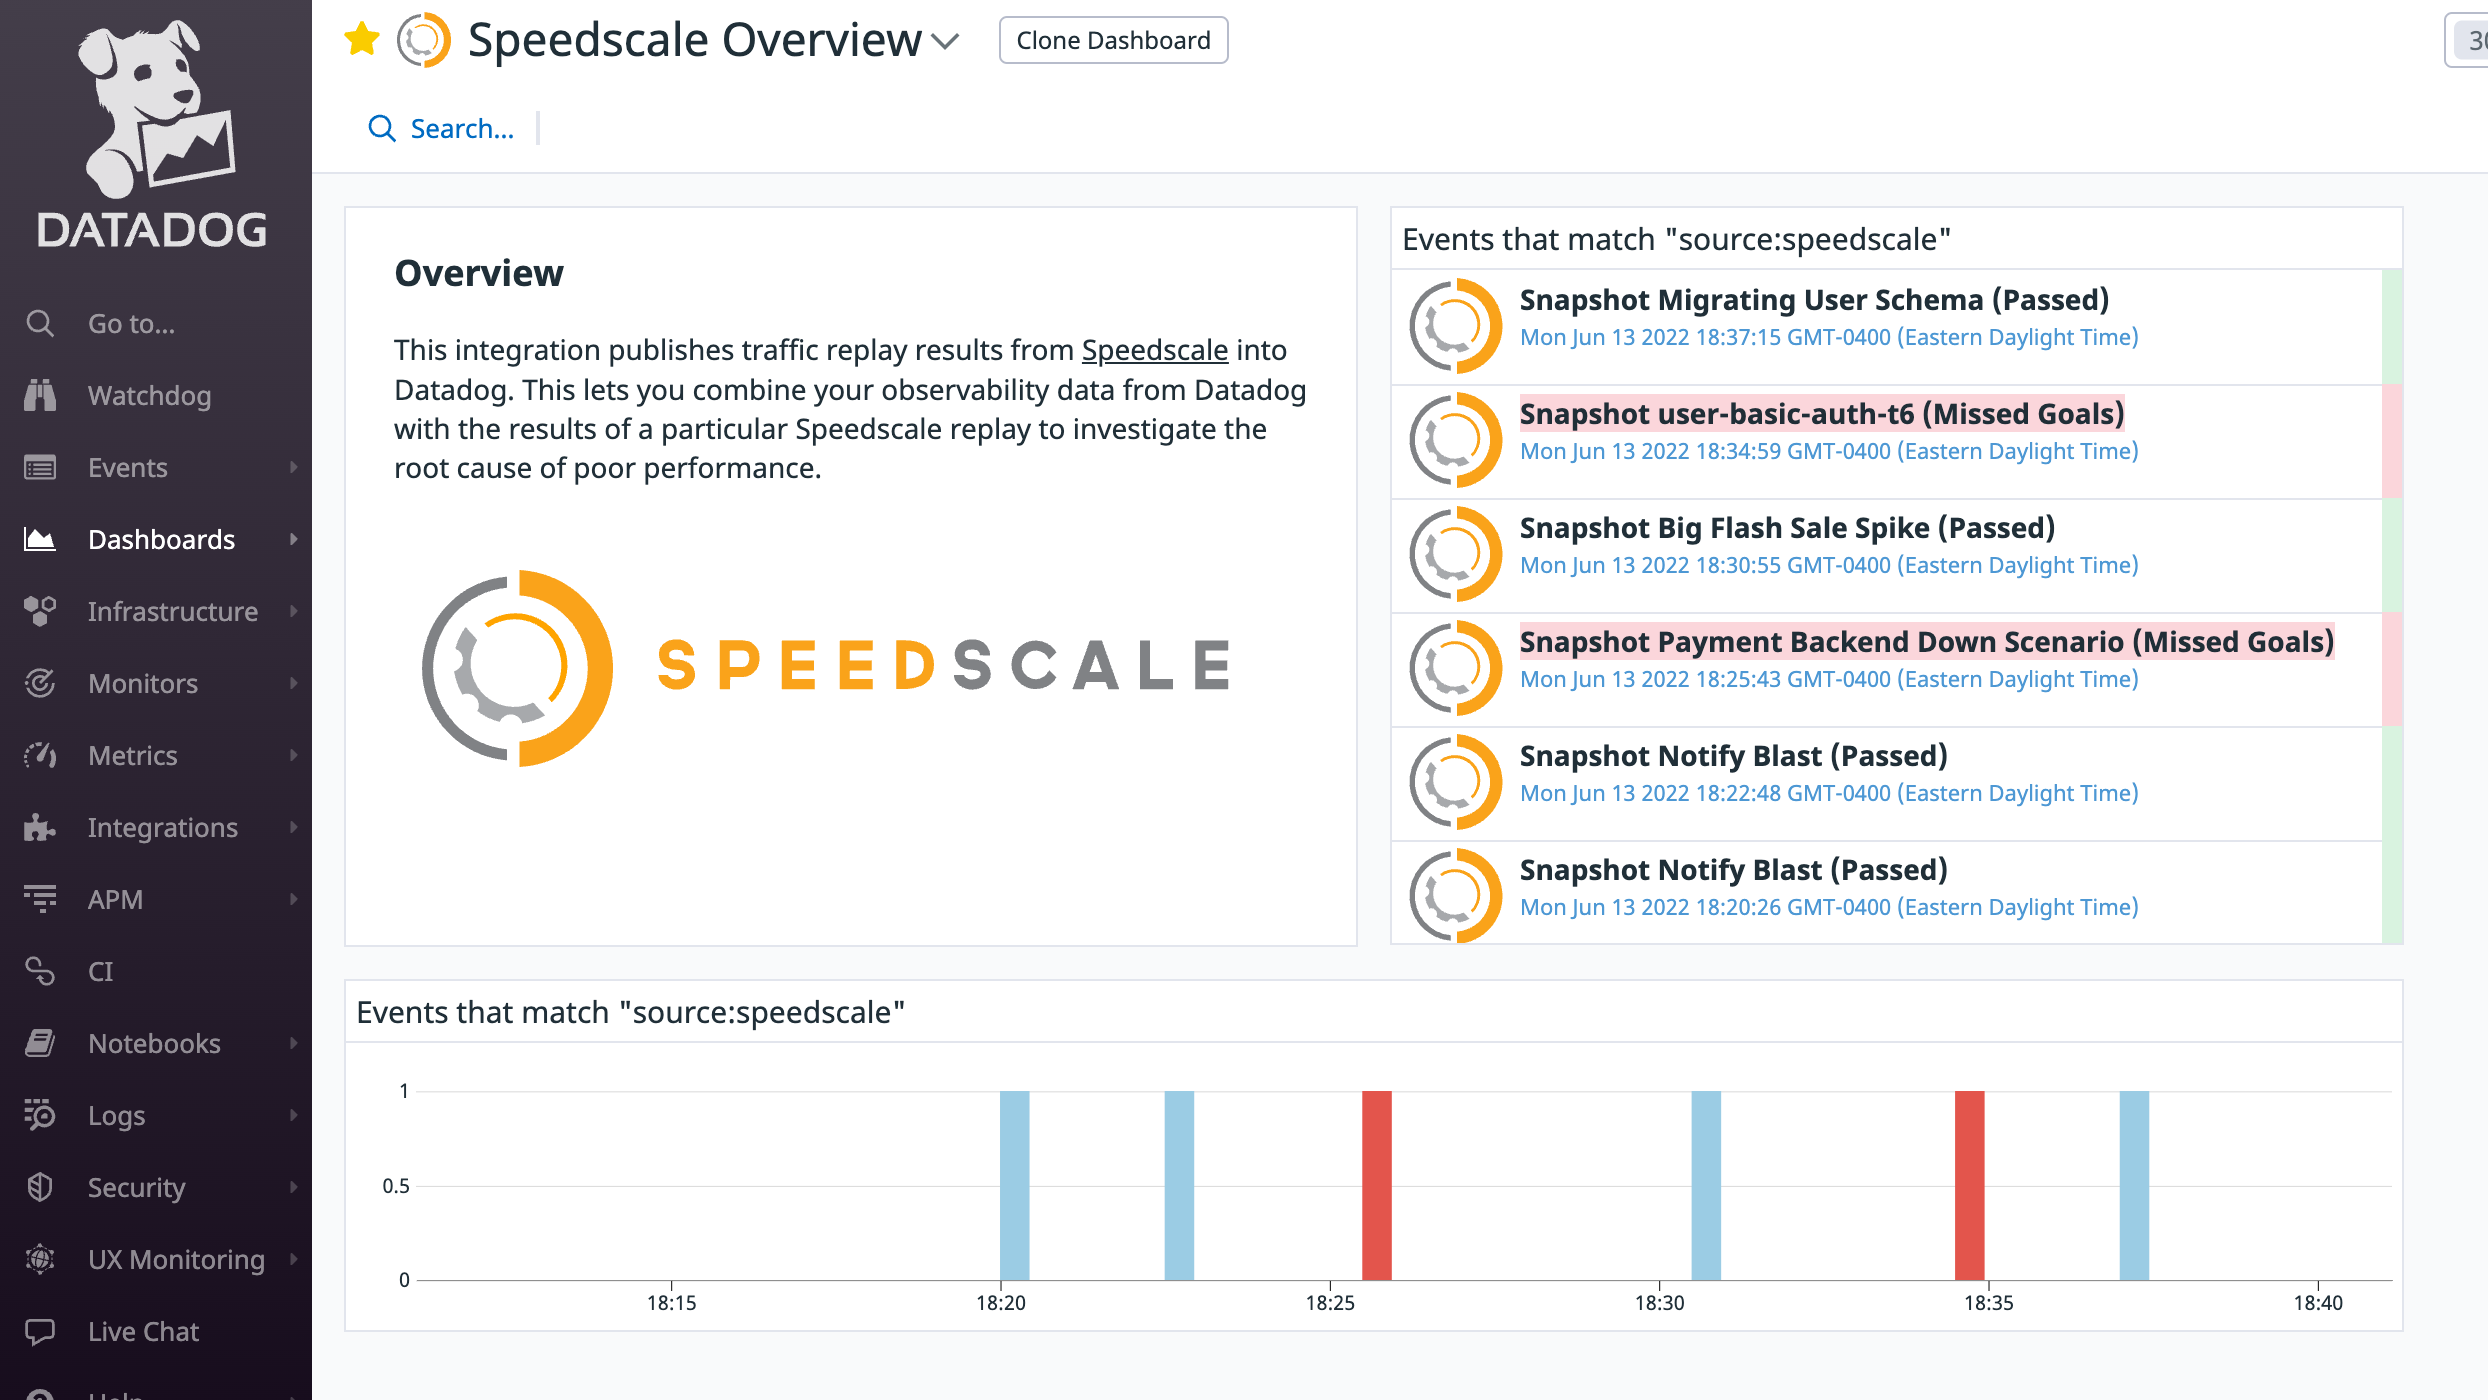 DATADOG
Go to...
Watchdog
Events
Dashboards
Infrastructure
Monitors
Metrics
Integrations
APM
CI
Notebooks
Logs
Security
UX Monitoring
Live Chat
Speedscale Overview
Clone Dashboard
Search...
Overview
This integration publishes traffic replay results from Speedscale into
Datadog. This lets you combine your observability data from Datadog
with the results of a particular Speedscale replay to investigate the
root cause of poor performance.
SPEEDSCALE
Events that match "source:speedscale"
Snapshot Migrating User Schema (Passed)
Mon Jun 13 2022 18:37:15 GMT-0400 (Eastern Daylight Time)
Snapshot user-basic-auth-t6 (Missed Goals)
Mon Jun 13 2022 18:34:59 GMT-0400 (Eastern Daylight Time)
Snapshot Big Flash Sale Spike (Passed)
Mon Jun 13 2022 18:30:55 GMT-0400 (Eastern Daylight Time)
Snapshot Payment Backend Down Scenario (Missed Goals)
Mon Jun 13 2022 18:25:43 GMT-0400 (Eastern Daylight Time)
Snapshot Notify Blast (Passed)
Mon Jun 13 2022 18:22:48 GMT-0400 (Eastern Daylight Time)
Snapshot Notify Blast (Passed)
Mon Jun 13 2022 18:20:26 GMT-0400 (Eastern Daylight Time)
Events that match "source:speedscale"
1
0.5
0
18:15 18:20 18:25 18:30 18:35 18:40